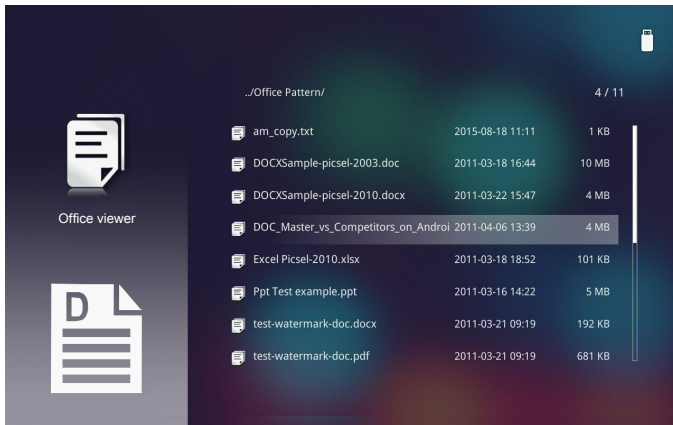 ../Office Pattern/ 4 / 11
am_copy.txt 2015-08-18 11:11 1 KB
DOCXSample-picsel-2003.doc 2011-03-18 16:44 10 MB
DOCXSample-picsel-2010.docx 2011-03-22 15:47 4 MB
Office viewer
DOC_Master_vs_Competitors_on_Androi 2011-04-06 13:39 4 MB
Excel Picsel-2010.xlsx 2011-03-18 18:52 101 KB
Ppt Test example.ppt 2011-03-16 14:22 5 MB
D
test-watermark-doc.docx 2011-03-21 09:19 192 KB
test-watermark-doc.pdf 2011-03-21 09:19 681 KB